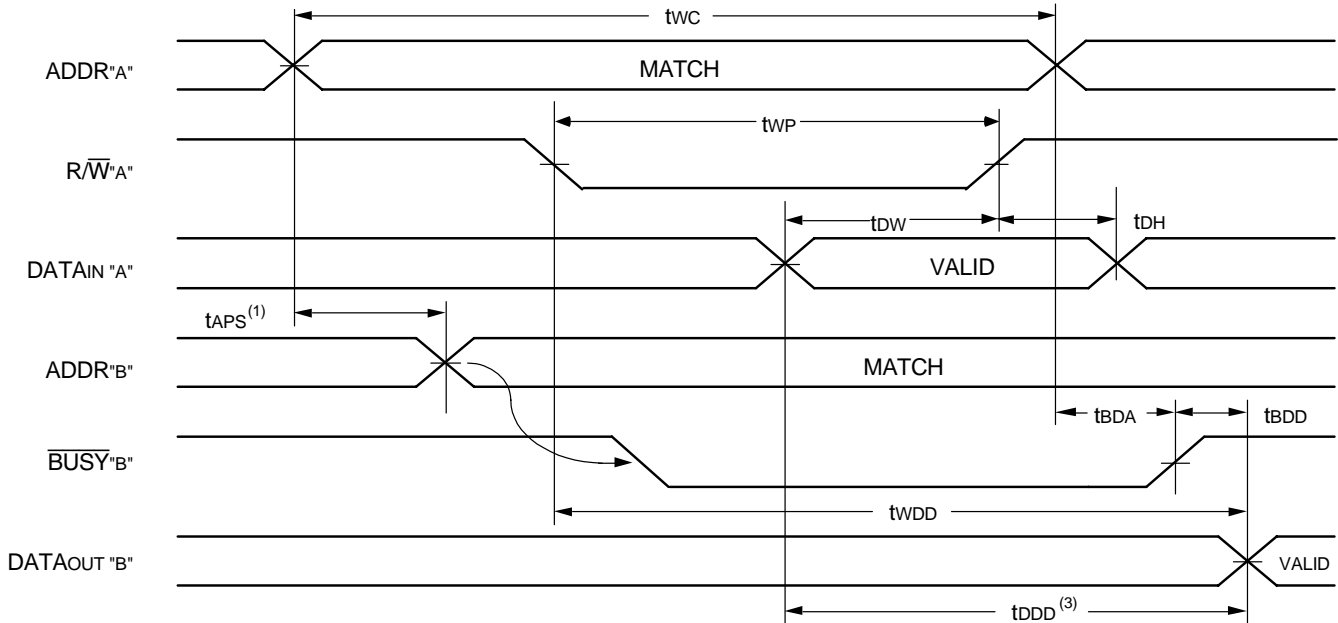 tWC
ADDR"A"
MATCH
tWP
R/W̅"A"
tDW
tDH
DATAIN "A"
VALID
tAPS(1)
ADDR"B"
MATCH
tBDA
tBDD
B̅U̅S̅Y̅"B"
tWDD
DATAOUT "B"
VALID
tDDD (3)